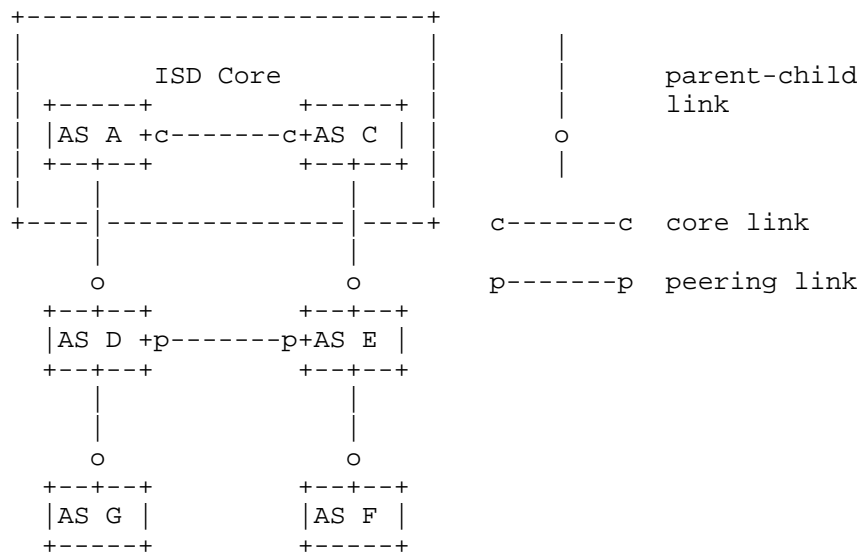 ISD Core
parent-child
link
AS A c c AS C
c c core link
p p peering link
AS D p p AS E
AS G AS F